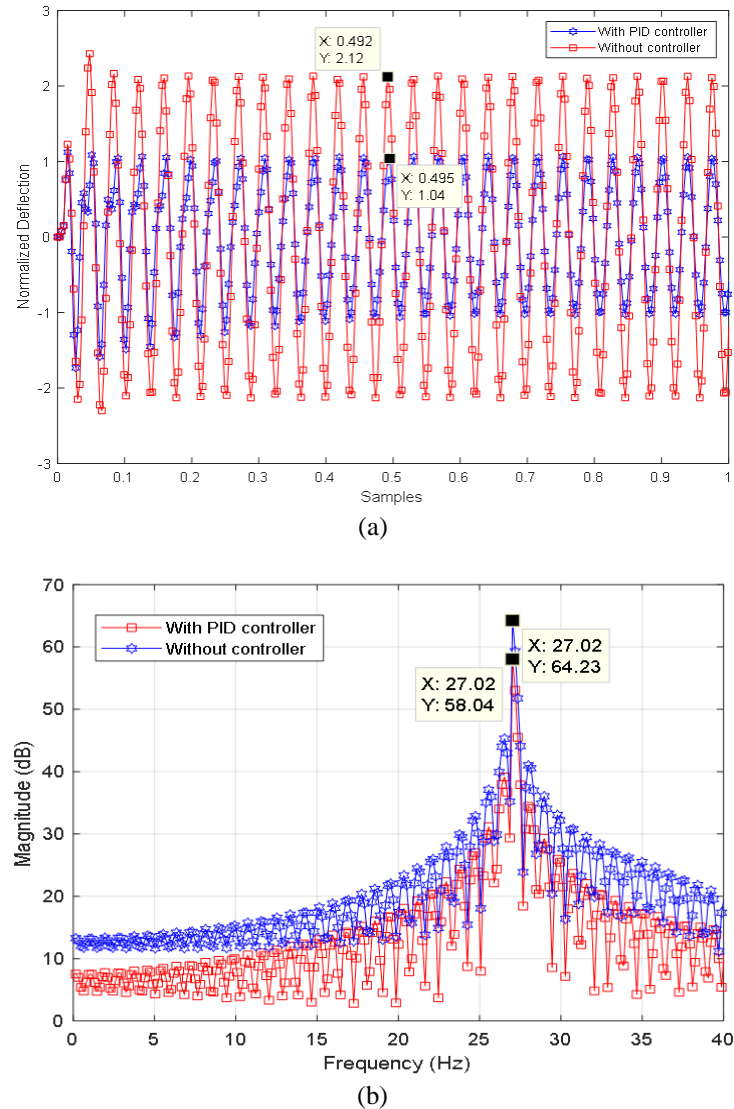 3
2
1
0
-1
-2
-3
Normalized Deflection
X: 0.492
Y: 2.12
X: 0.495
Y: 1.04
With PID controller
Without controller
0 0.1 0.2 0.3 0.4 0.5 0.6 0.7 0.8 0.9 1
Samples
(a)
70
60
50
40
30
20
10
0
Magnitude (dB)
With PID controller
Without controller
X: 27.02
Y: 64.23
X: 27.02
Y: 58.04
0 5 10 15 20 25 30 35 40
Frequency (Hz)
(b)